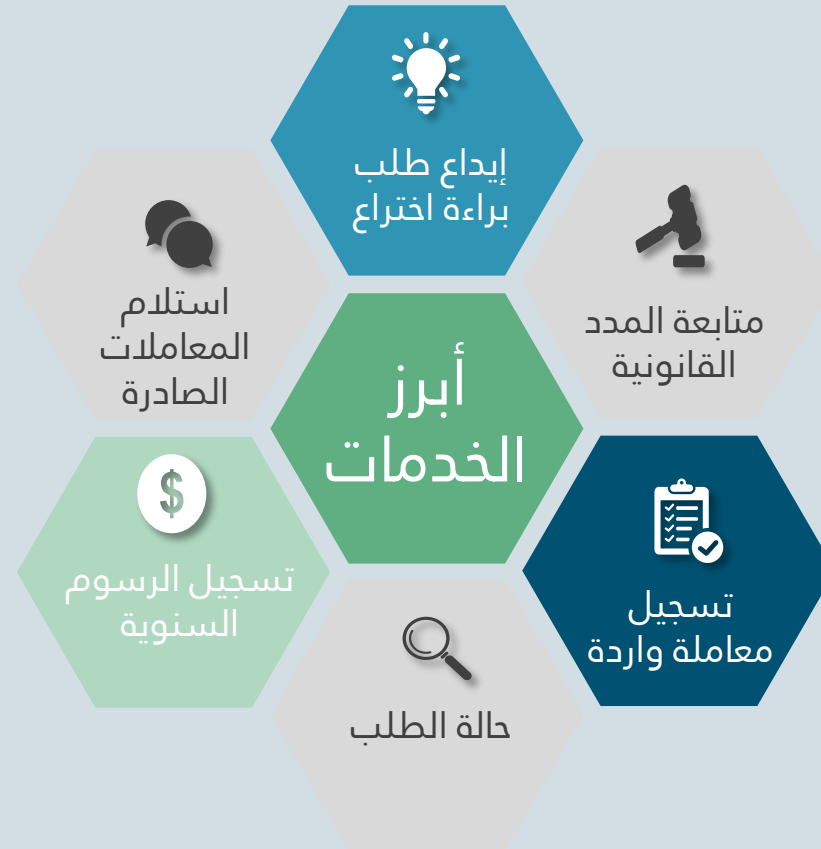 إيداع طلب
براءة اختراع
متابعة المدد
القانونية
استلام
المعاملات
الصادرة
أبرز
الخدمات
تسجيل
معاملة واردة
$
تسجيل الرسوم
السنوية
حالة الطلب